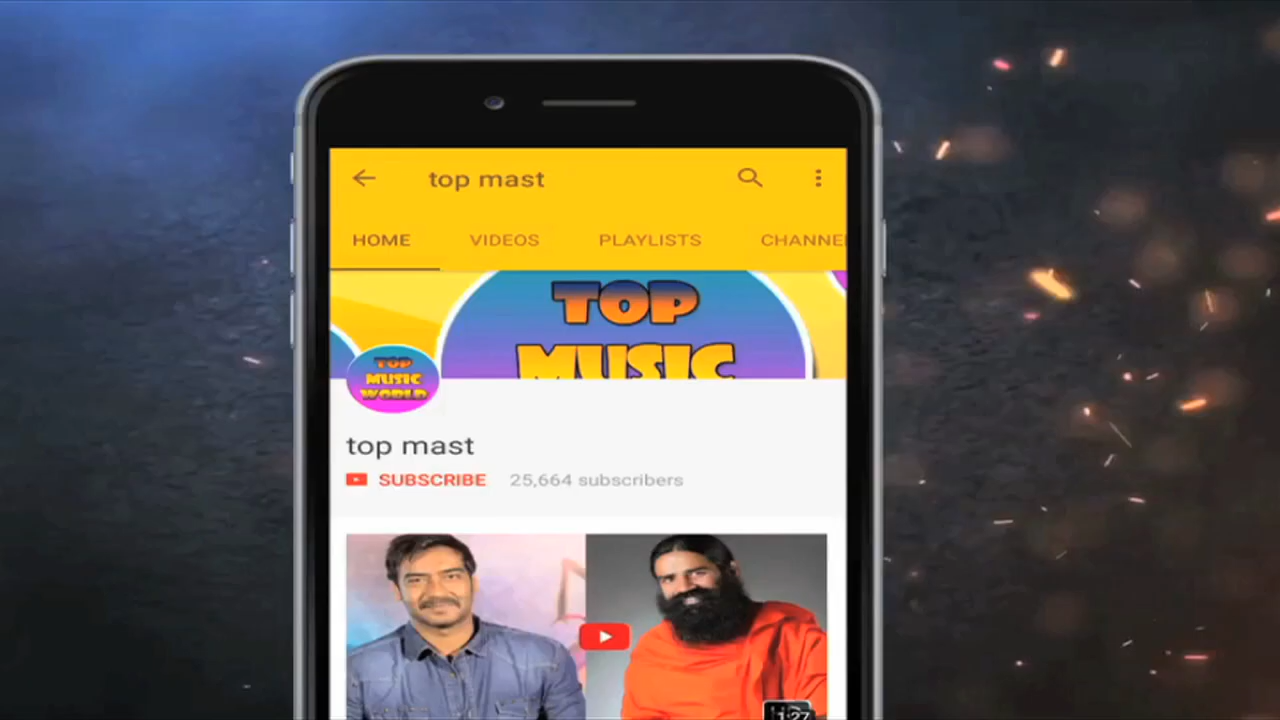 top mast
HOME VIDEOS PLAYLISTS CHANNE
TOP
MUSIC
TOP
MUSIC
WORLD
top mast
SUBSCRIBE 25,664 subscribers
1:27